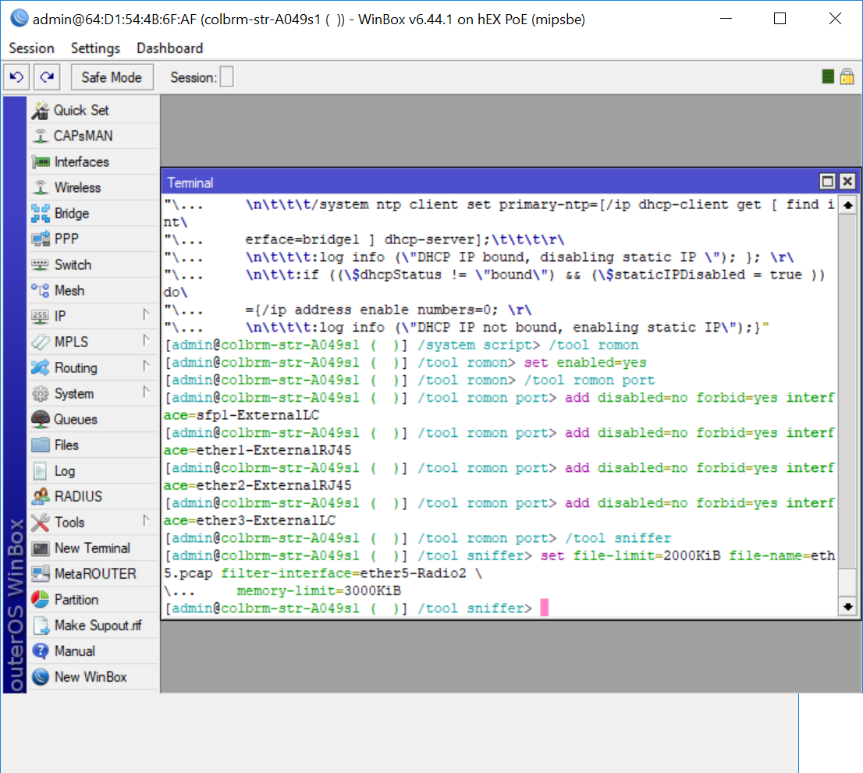 admin@64:D1:54:4B:6F:AF (colbrm-str-A049s1 (  )) - WinBox v6.44.1 on hEX PoE (mipsbe)
Session Settings Dashboard
Safe Mode Session:
Quick Set
CAPsMAN
Interfaces
Wireless
Bridge
PPP
Switch
Mesh
IP
MPLS
Routing
System
Queues
Files
Log
RADIUS
Tools
New Terminal
MetaROUTER
Partition
Make Supout.rif
Manual
New WinBox
outerOS WinBox
Terminal
"\...     \n\t\t\t/system ntp client set primary-ntp=[/ip dhcp-client get [ find i
nt\
"\...     erface=bridge1 ] dhcp-server];\t\t\t\t\r\
"\...     \n\t\t\t\t:log info (\"DHCP IP bound, disabling static IP \"); }; \r\
"\...     \n\t\t\t:if ((\$dhcpStatus != \"bound\") && (\$staticIPDisabled = true ))
do\
"\...     ={/ip address enable numbers=0; \r\
"\...     \n\t\t\t\t:log info (\"DHCP IP not bound, enabling static IP\");}"
[admin@colbrm-str-A049s1 (  )] /system script> /tool romon
[admin@colbrm-str-A049s1 (  )] /tool romon> set enabled=yes
[admin@colbrm-str-A049s1 (  )] /tool romon> /tool romon port
[admin@colbrm-str-A049s1 (  )] /tool romon port> add disabled=no forbid=yes interf
ace=sfp1-ExternalLC
[admin@colbrm-str-A049s1 (  )] /tool romon port> add disabled=no forbid=yes interf
ace=ether1-ExternalRJ45
[admin@colbrm-str-A049s1 (  )] /tool romon port> add disabled=no forbid=yes interf
ace=ether2-ExternalRJ45
[admin@colbrm-str-A049s1 (  )] /tool romon port> add disabled=no forbid=yes interf
ace=ether3-ExternalLC
[admin@colbrm-str-A049s1 (  )] /tool romon port> /tool sniffer
[admin@colbrm-str-A049s1 (  )] /tool sniffer> set file-limit=2000KiB file-name=eth
5.pcap filter-interface=ether5-Radio2 \
\...     memory-limit=3000KiB
[admin@colbrm-str-A049s1 (  )] /tool sniffer>